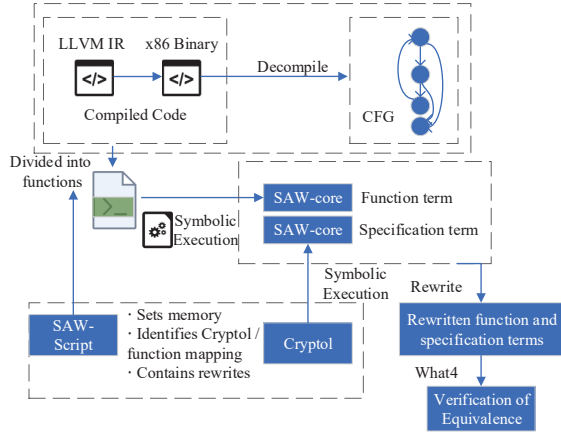 LLVM IR
x86 Binary
</>
</>
Decompile
Compiled Code
CFG
Divided into
functions
>_
Symbolic
Execution
SAW-core
Function term
SAW-core
Specification term
Symbolic
Execution
Rewrite
SAW-
Script
· Sets memory
· Identifies Cryptol /
function mapping
· Contains rewrites
Cryptol
Rewritten function and
specification terms
What4
Verification of
Equivalence